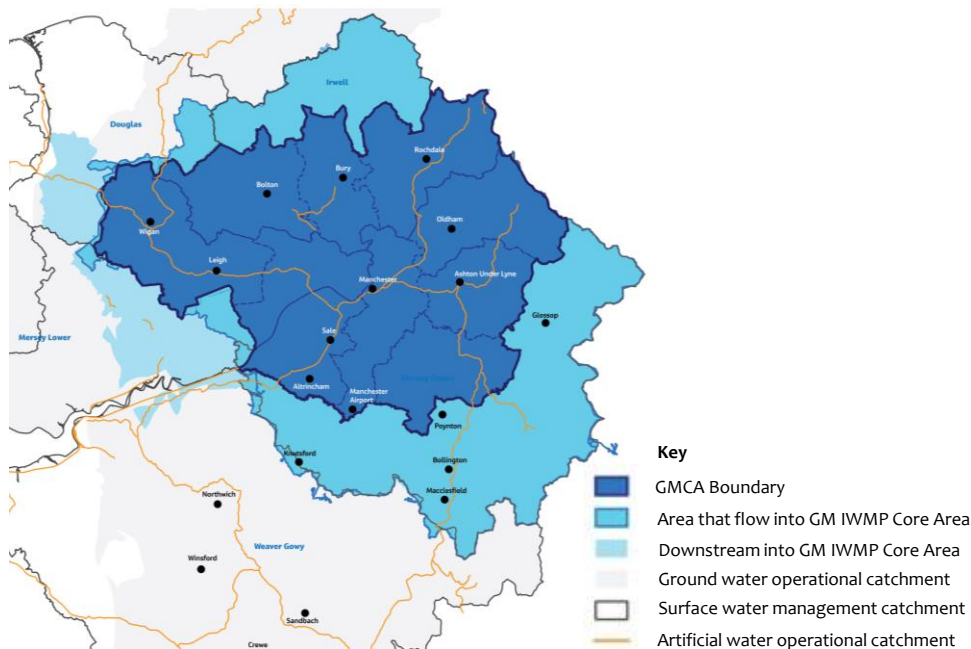 Irwell
Douglas
Rochdale
Bury
Bolton
Oldham
Wigan
Leigh
Ashton Under Lyne
Manchester
Glossop
Mersey Lower
Sale
Altrincham
Manchester
Airport
Poynton
Knutsford
Bollington
Macclesfield
Northwich
Weaver Gowy
Winsford
Sandbach
Crewe
Key
GMCA Boundary
Area that flow into GM IWMP Core Area
Downstream into GM IWMP Core Area
Ground water operational catchment
Surface water management catchment
Artificial water operational catchment